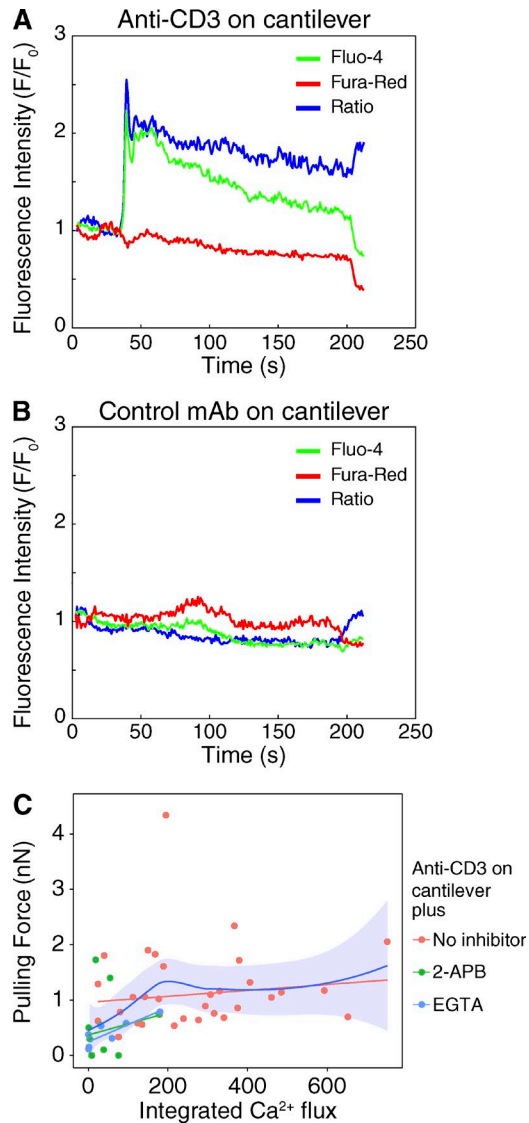 A
Anti-CD3 on cantilever
Fluorescence Intensity (F/F₀)
3
2
1
0
Fluo-4
Fura-Red
Ratio
0 50 100 150 200 250
Time (s)
B
Control mAb on cantilever
Fluorescence Intensity (F/F₀)
3
2
1
0
Fluo-4
Fura-Red
Ratio
0 50 100 150 200 250
Time (s)
C
Pulling Force (nN)
4
3
2
1
0
0 200 400 600
Integrated Ca²⁺ flux
Anti-CD3 on
cantilever
plus
No inhibitor
2-APB
EGTA